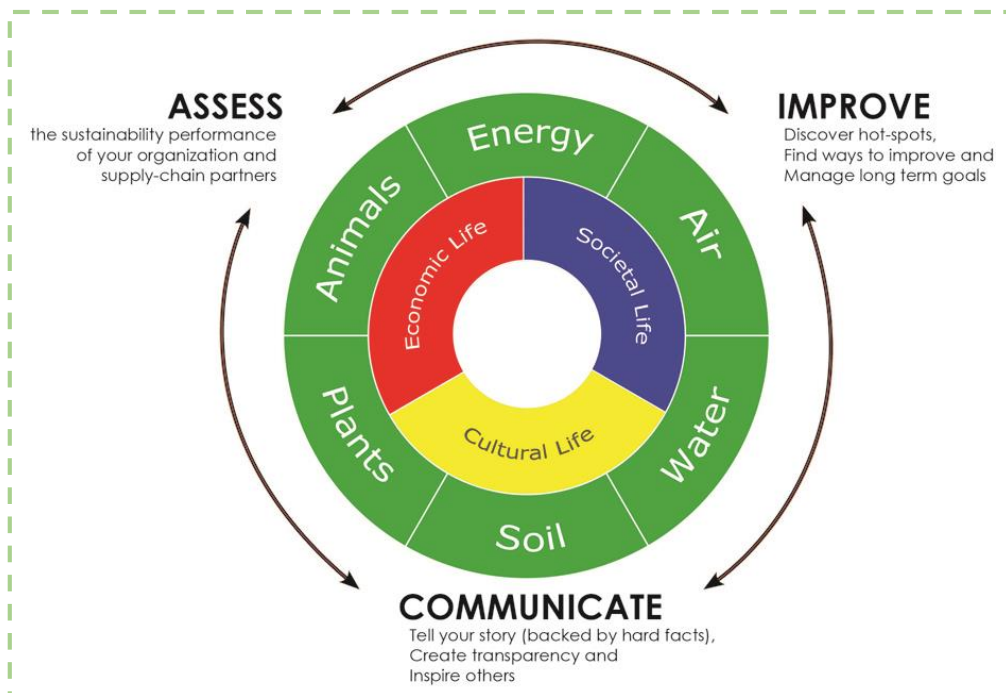 ASSESS
the sustainability performance
of your organization and
supply-chain partners
IMPROVE
Discover hot-spots,
Find ways to improve and
Manage long term goals
Energy
Air
Water
Soil
Plants
Animals
Economic Life
Societal Life
Cultural Life
COMMUNICATE
Tell your story (backed by hard facts),
Create transparency and
Inspire others